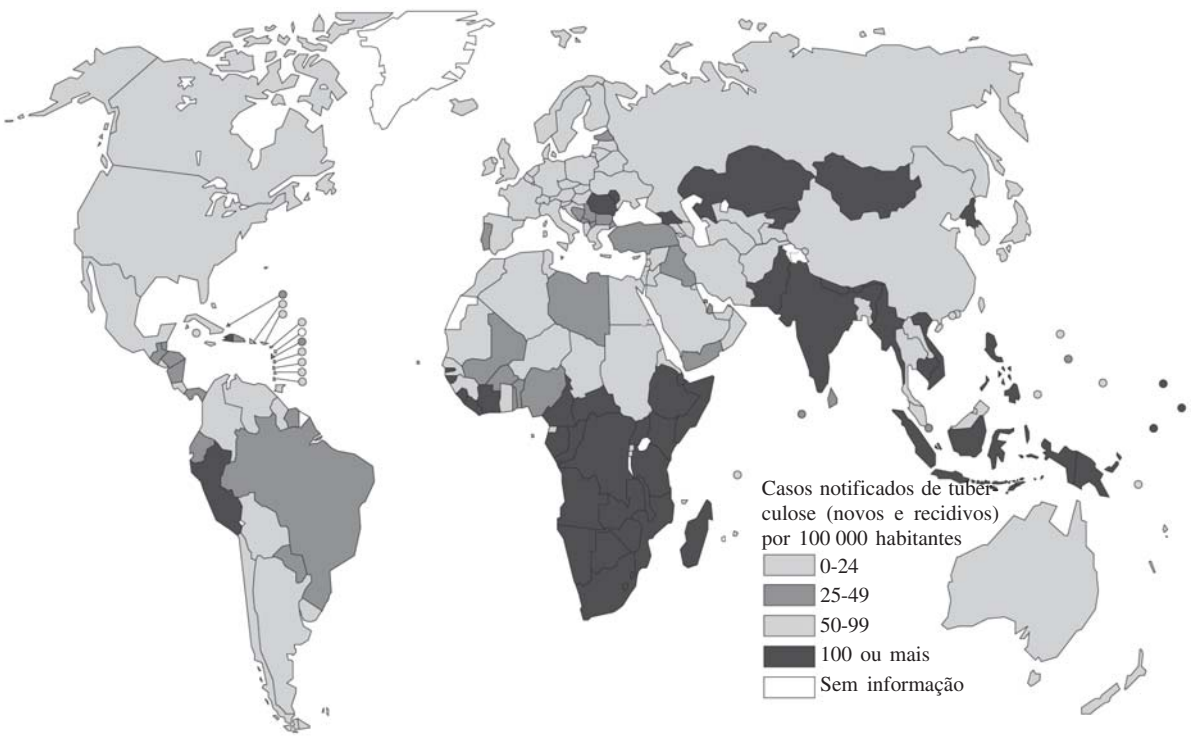 Casos notificados de tuber-
culose (novos e recidivos)
por 100 000 habitantes
0-24
25-49
50-99
100 ou mais
Sem informação